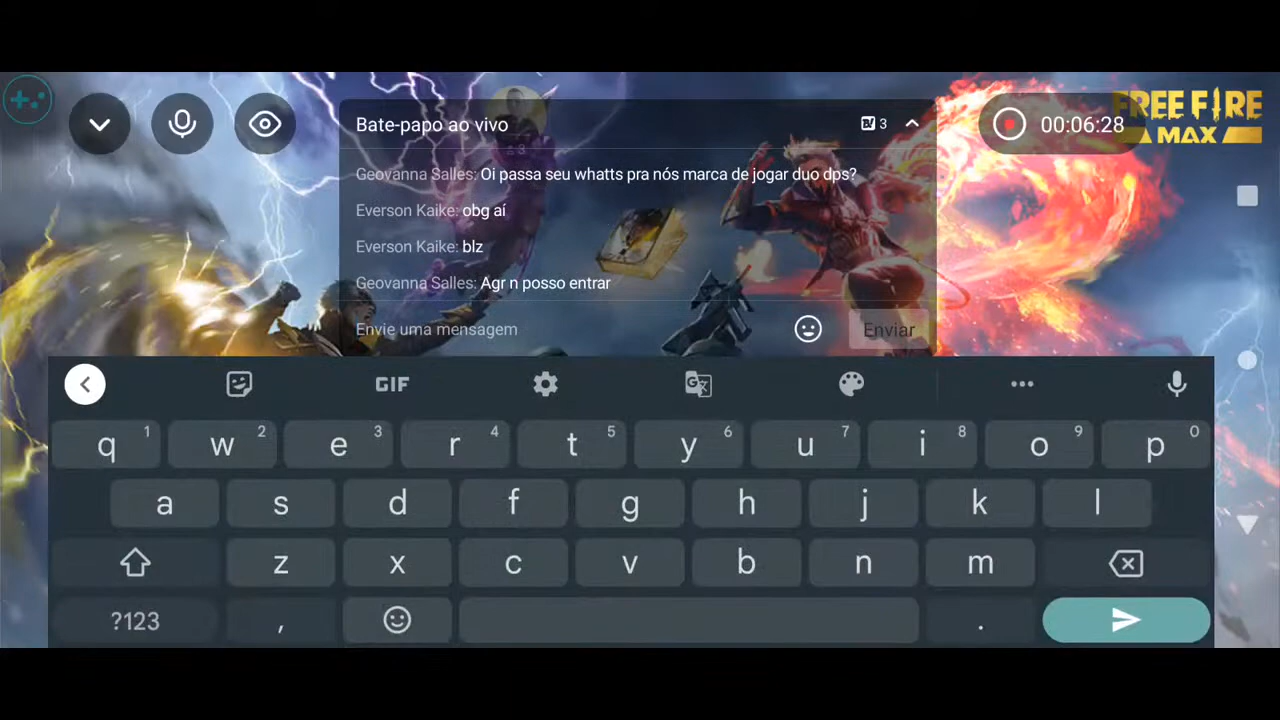 Bate-papo ao vivo
3
00:06:28
FREE FIRE
MAX
Geovanna Salles: Oi passa seu whatts pra nós marca de jogar duo dps?
Everson Kaike: obg aí
Everson Kaike: blz
Geovanna Salles: Agr n posso entrar
Envie uma mensagem
Enviar
GIF
q 1 w 2 e 3 r 4 t 5 y 6 u 7 i 8 o 9 p 0
a s d f g h j k l
z x c v b n m
?123 , .